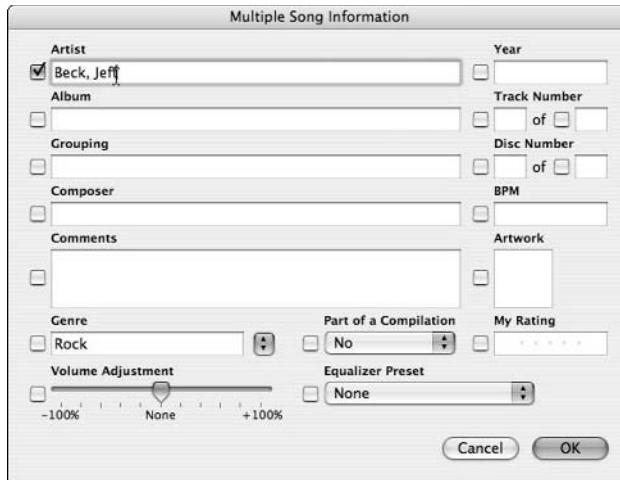 Multiple Song Information
Artist
Year
Beck, Jeff
Album
Track Number
of
Grouping
Disc Number
of
Composer
BPM
Comments
Artwork
Genre
Part of a Compilation
My Rating
Rock
No
Volume Adjustment
Equalizer Preset
None
-100%
None
+100%
Cancel
OK